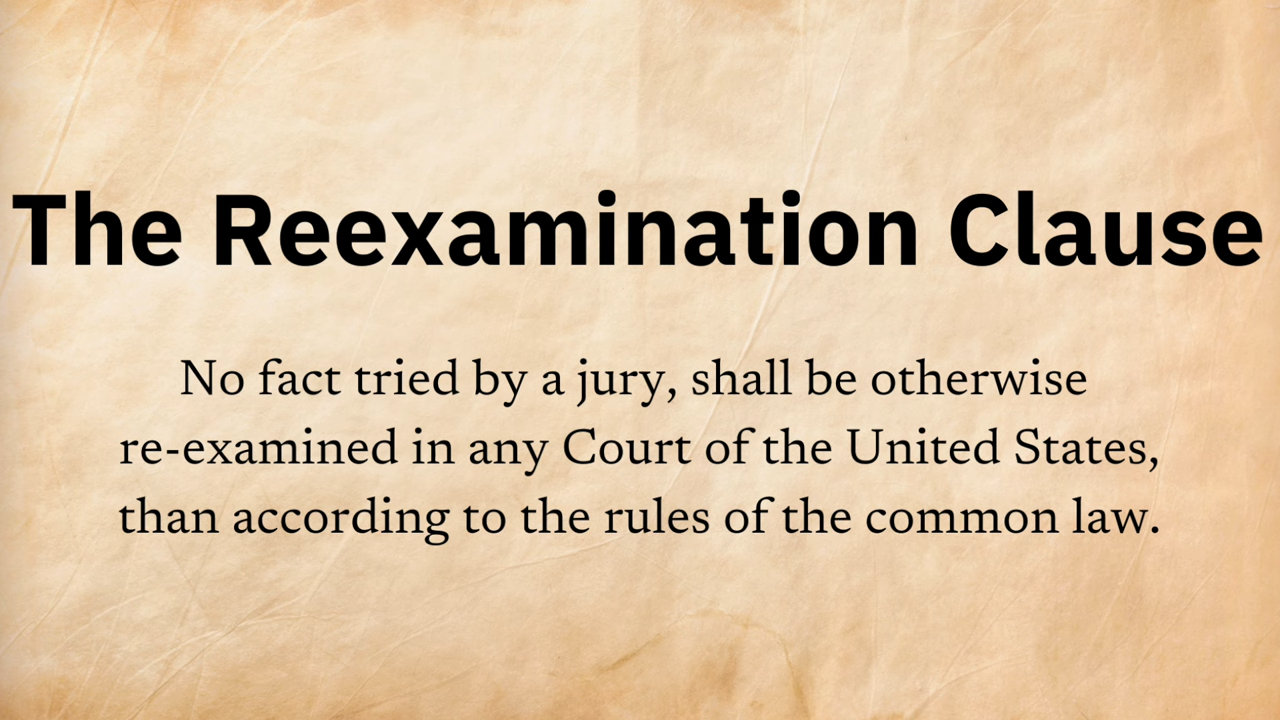 The Reexamination Clause
No fact tried by a jury, shall be otherwise
re-examined in any Court of the United States,
than according to the rules of the common law.